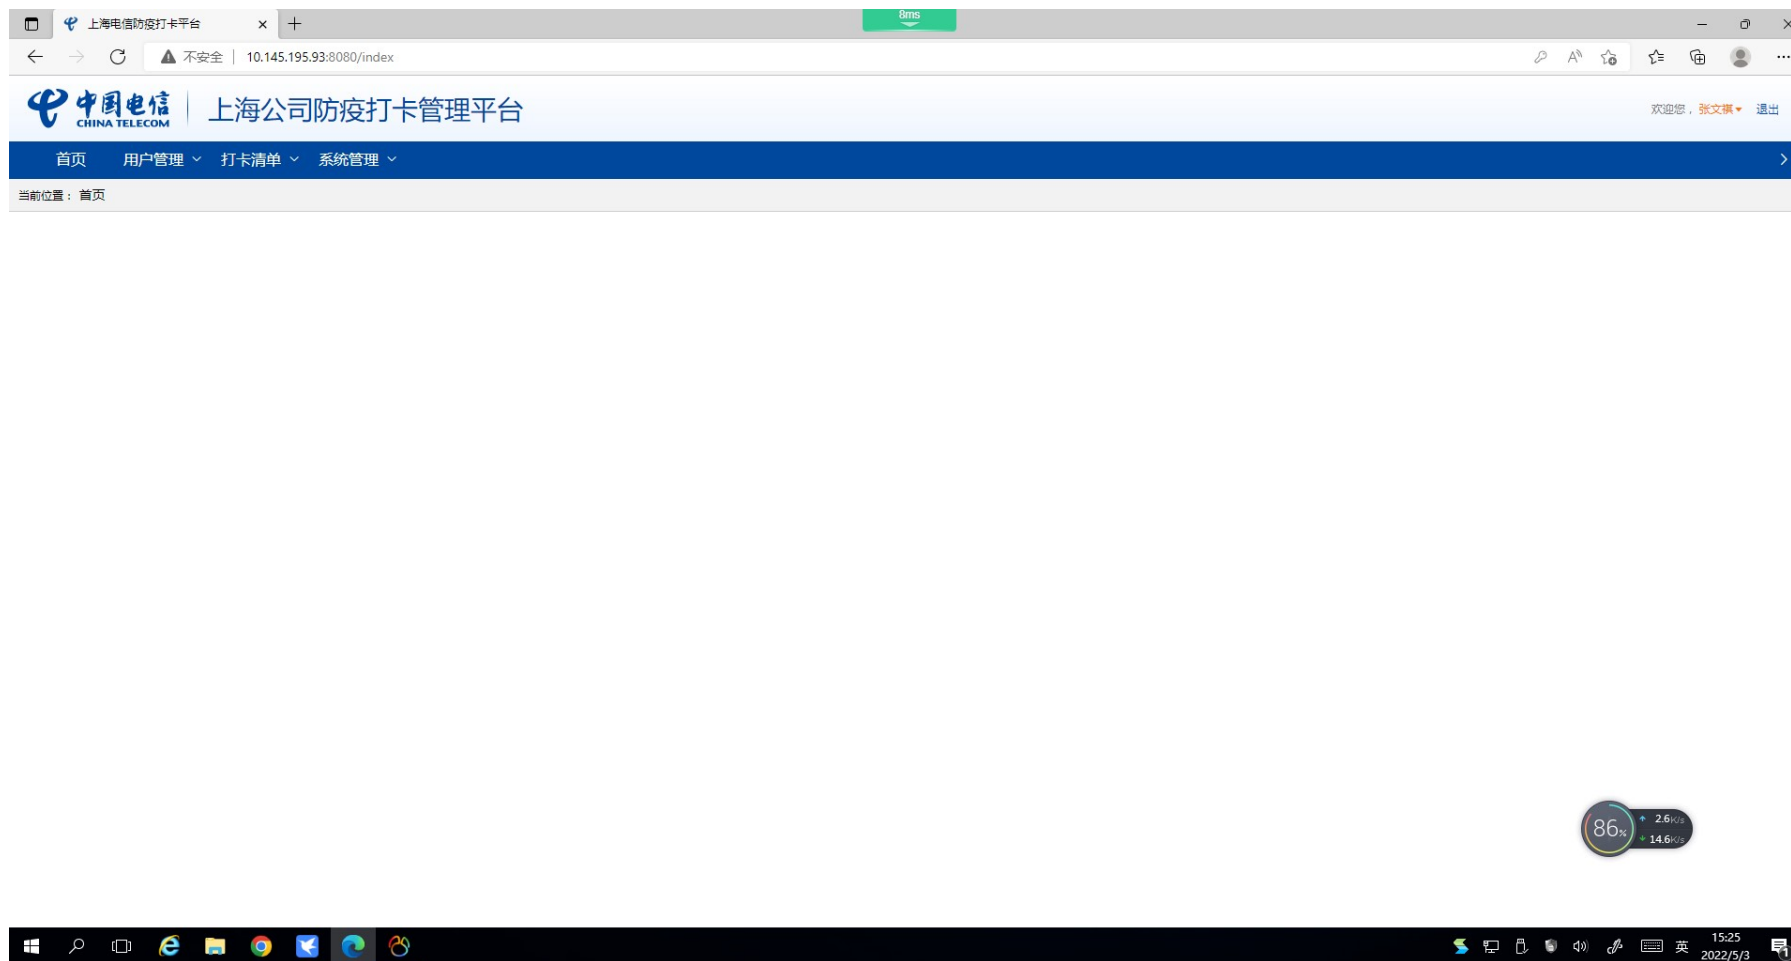 上海电信防疫打卡平台
8ms
不安全 | 10.145.195.93:8080/index
中国电信
CHINA TELECOM
上海公司防疫打卡管理平台
欢迎您，张文祺 退出
首页 用户管理 打卡清单 系统管理
当前位置： 首页
86%
2.6K/s
14.6K/s
英
15:25
2022/5/3